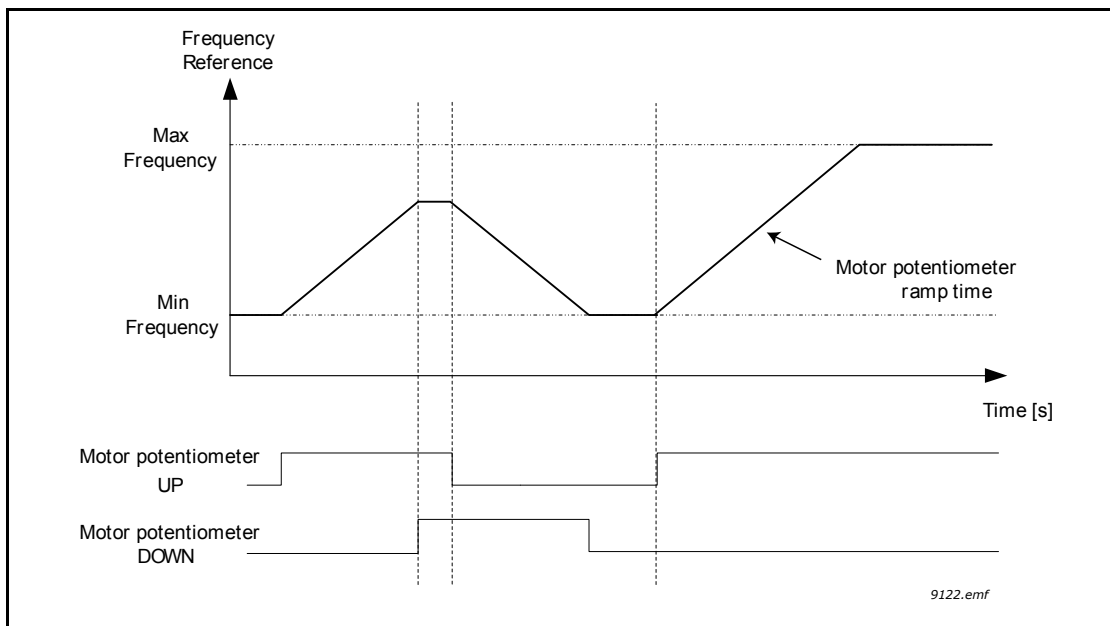 Frequency
Reference
Max
Frequency
Motor potentiometer
ramp time
Min
Frequency
Time [s]
Motor potentiometer
UP
Motor potentiometer
DOWN
9122.emf